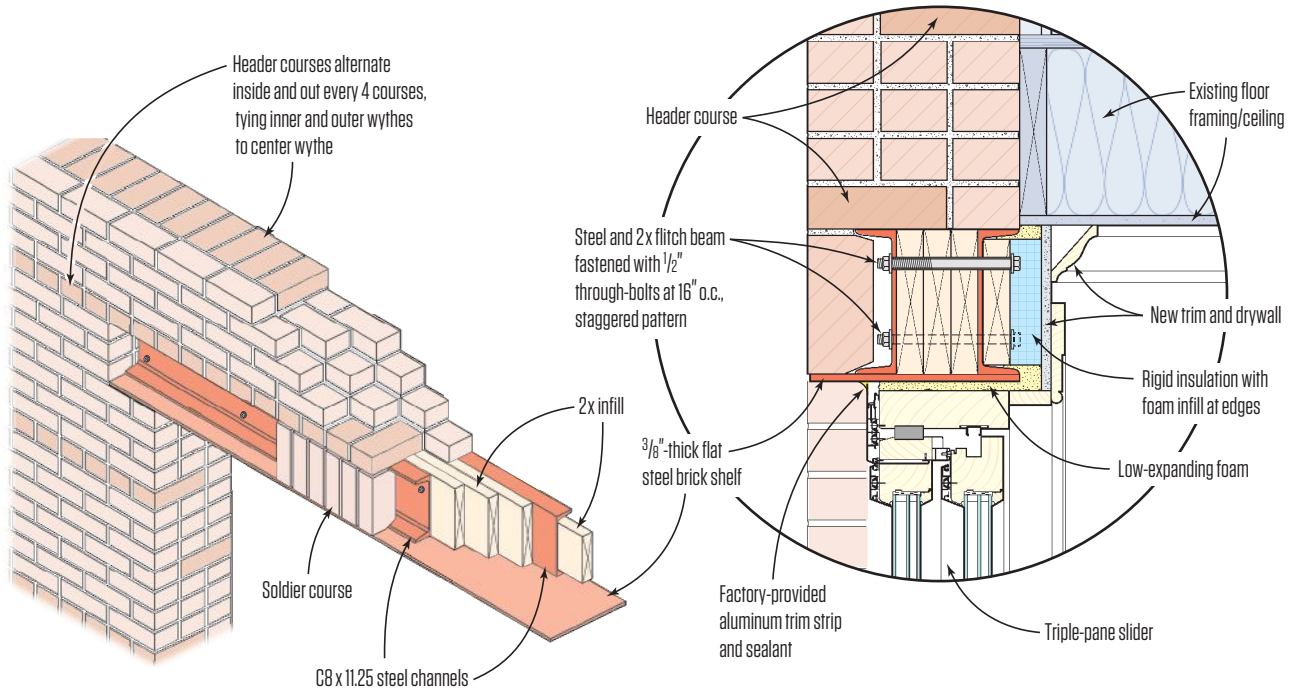 Header courses alternate
inside and out every 4 courses,
tying inner and outer wythes
to center wythe
Soldier course
C8 x 11.25 steel channels
2x infill
3/8"-thick flat
steel brick shelf
Header course
Steel and 2x flitch beam
fastened with 1/2"
through-bolts at 16" o.c.,
staggered pattern
Factory-provided
aluminum trim strip
and sealant
Existing floor
framing/ceiling
New trim and drywall
Rigid insulation with
foam infill at edges
Low-expanding foam
Triple-pane slider